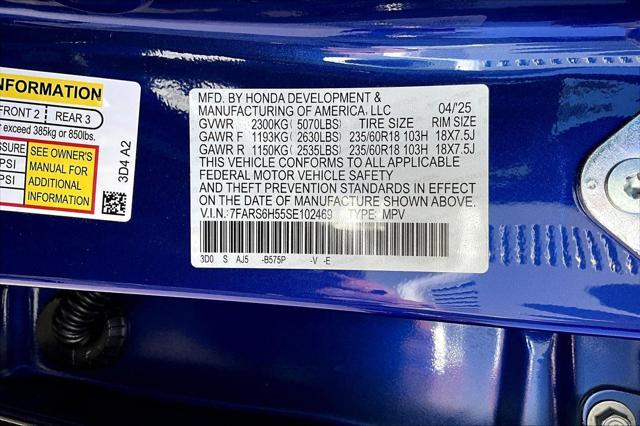 INFORMATION
FRONT 2 REAR 3
exceed 385kg or 850lbs.
SSURE
PSI
PSI
SEE OWNER'S
MANUAL FOR
ADDITIONAL
INFORMATION
3D4 A2
MFD. BY HONDA DEVELOPMENT &
MANUFACTURING OF AMERICA, LLC 04/'25
GVWR 2300KG (5070LBS) TIRE SIZE RIM SIZE
GAWR F 1193KG (2630LBS) 235/60R18 103H 18X7.5J
GAWR R 1150KG (2535LBS) 235/60R18 103H 18X7.5J
THIS VEHICLE CONFORMS TO ALL APPLICABLE
FEDERAL MOTOR VEHICLE SAFETY
AND THEFT PREVENTION STANDARDS IN EFFECT
ON THE DATE OF MANUFACTURE SHOWN ABOVE.
V.I.N.: 7FARS6H55SE102469 TYPE: MPV
3D0 S AJ5 -B575P -V -E